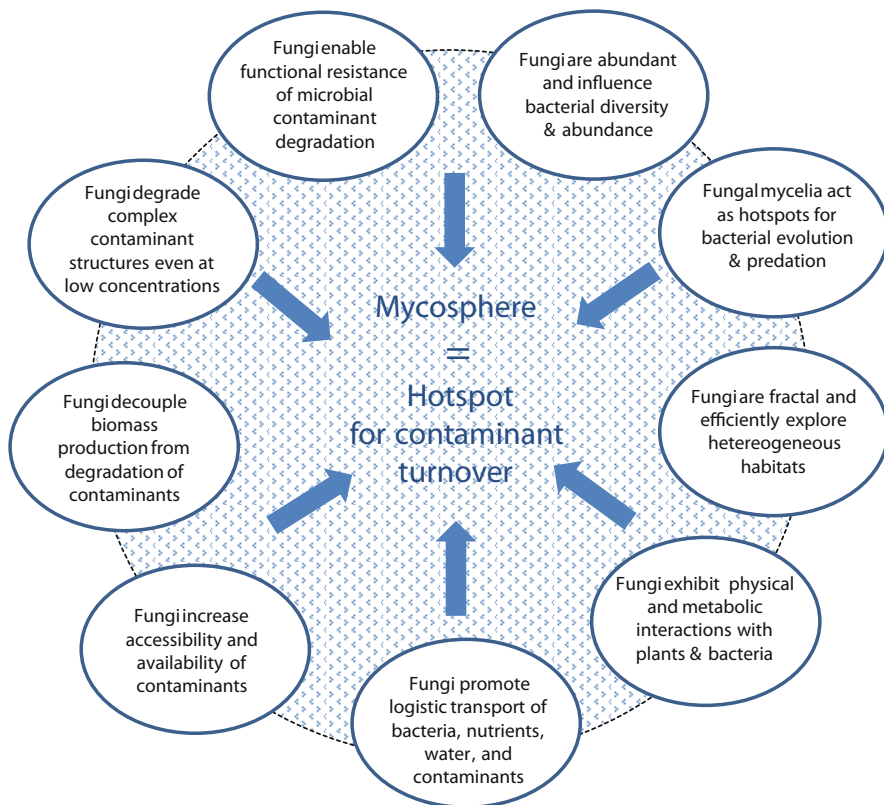 Fungi enable
functional resistance
of microbial
contaminant
degradation
Fungi are abundant
and influence
bacterial diversity
& abundance
Fungi degrade
complex
contaminant
structures even at
low concentrations
Fungal mycelia act
as hotspots for
bacterial evolution
& predation
Mycosphere
=
Hotspot
for contaminant
turnover
Fungi decouple
biomass
production from
degradation of
contaminants
Fungi are fractal and
efficiently explore
hetereogeneous
habitats
Fungi increase
accessibility and
availability of
contaminants
Fungi exhibit physical
and metabolic
interactions with
plants & bacteria
Fungi promote
logistic transport of
bacteria, nutrients,
water, and
contaminants